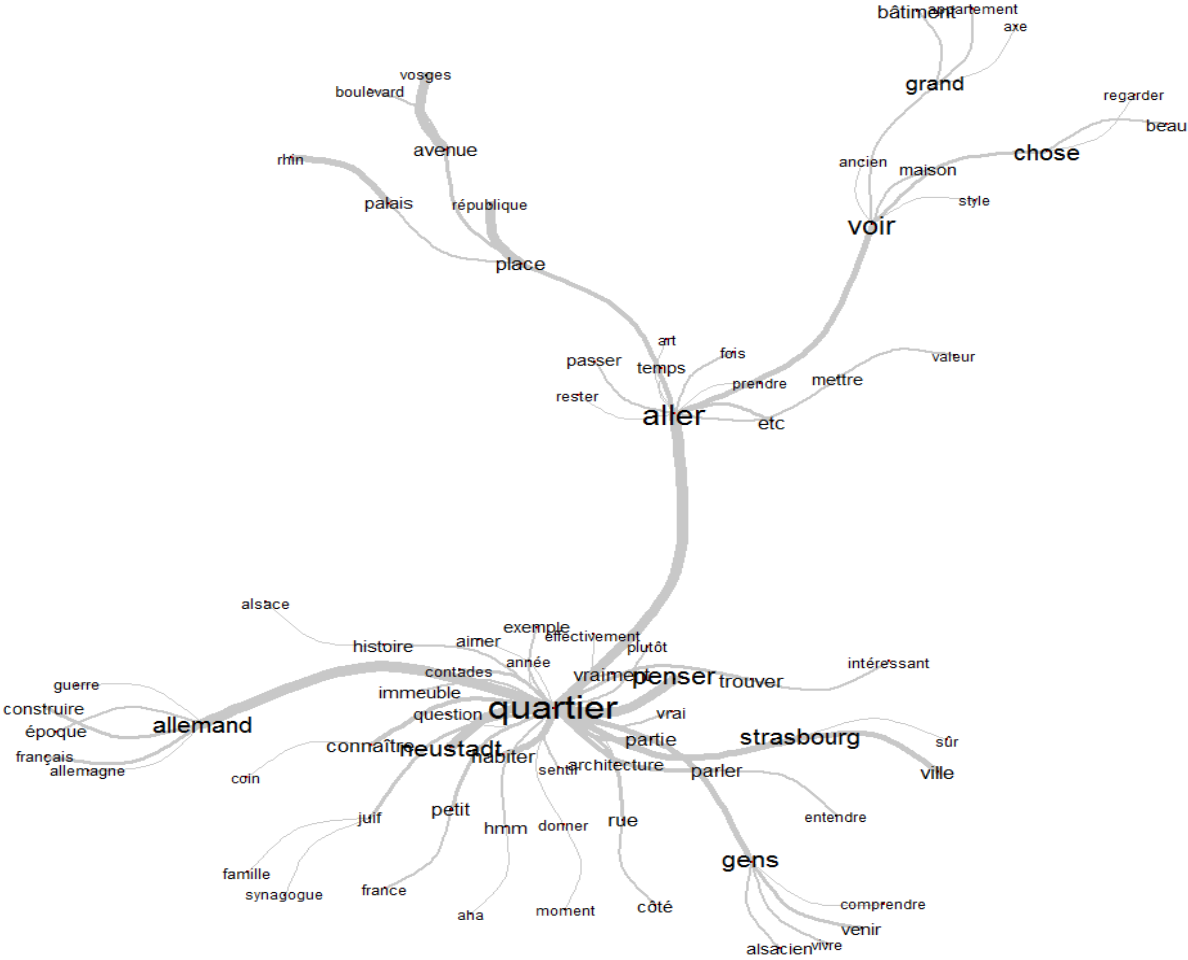 bâtiment
appartement
axe
grand
vosges
boulevard
regarder
beau
avenue
chose
rhin
ancien
maison
palais
république
style
voir
place
art
fois
passer
temps
valeur
prendre
mettre
rester
aller
etc
alsace
exemple
effectivement
aimer
histoire
plutôt
année
intéressant
contades
vraiment
penser
trouver
guerre
immeuble
construire
quartier
question
vrai
allemand
époque
strasbourg
partie
sûr
connaître
neustadt
habiter
français
allemagne
sentir
architecture
parler
ville
coin
petit
juif
hmm
donner
rue
entendre
gens
famille
synagogue
france
aha
moment
côté
comprendre
venir
alsacien
vivre